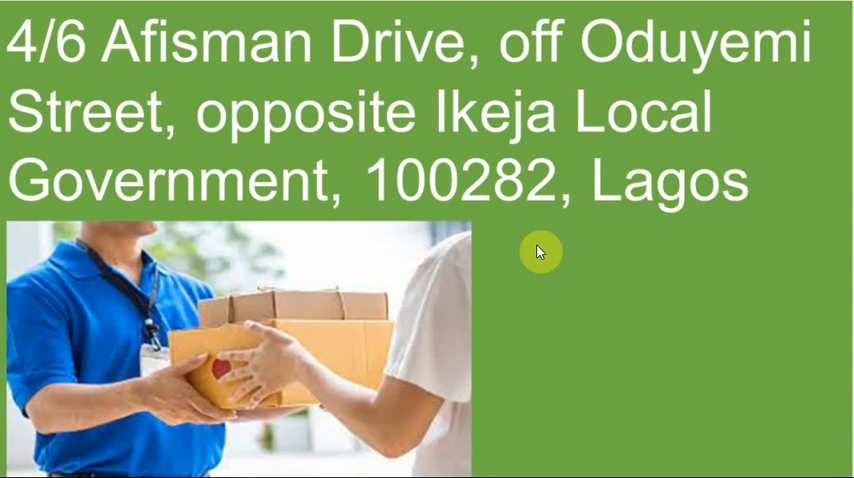 4/6 Afisman Drive, off Oduyemi
Street, opposite Ikeja Local
Government, 100282, Lagos